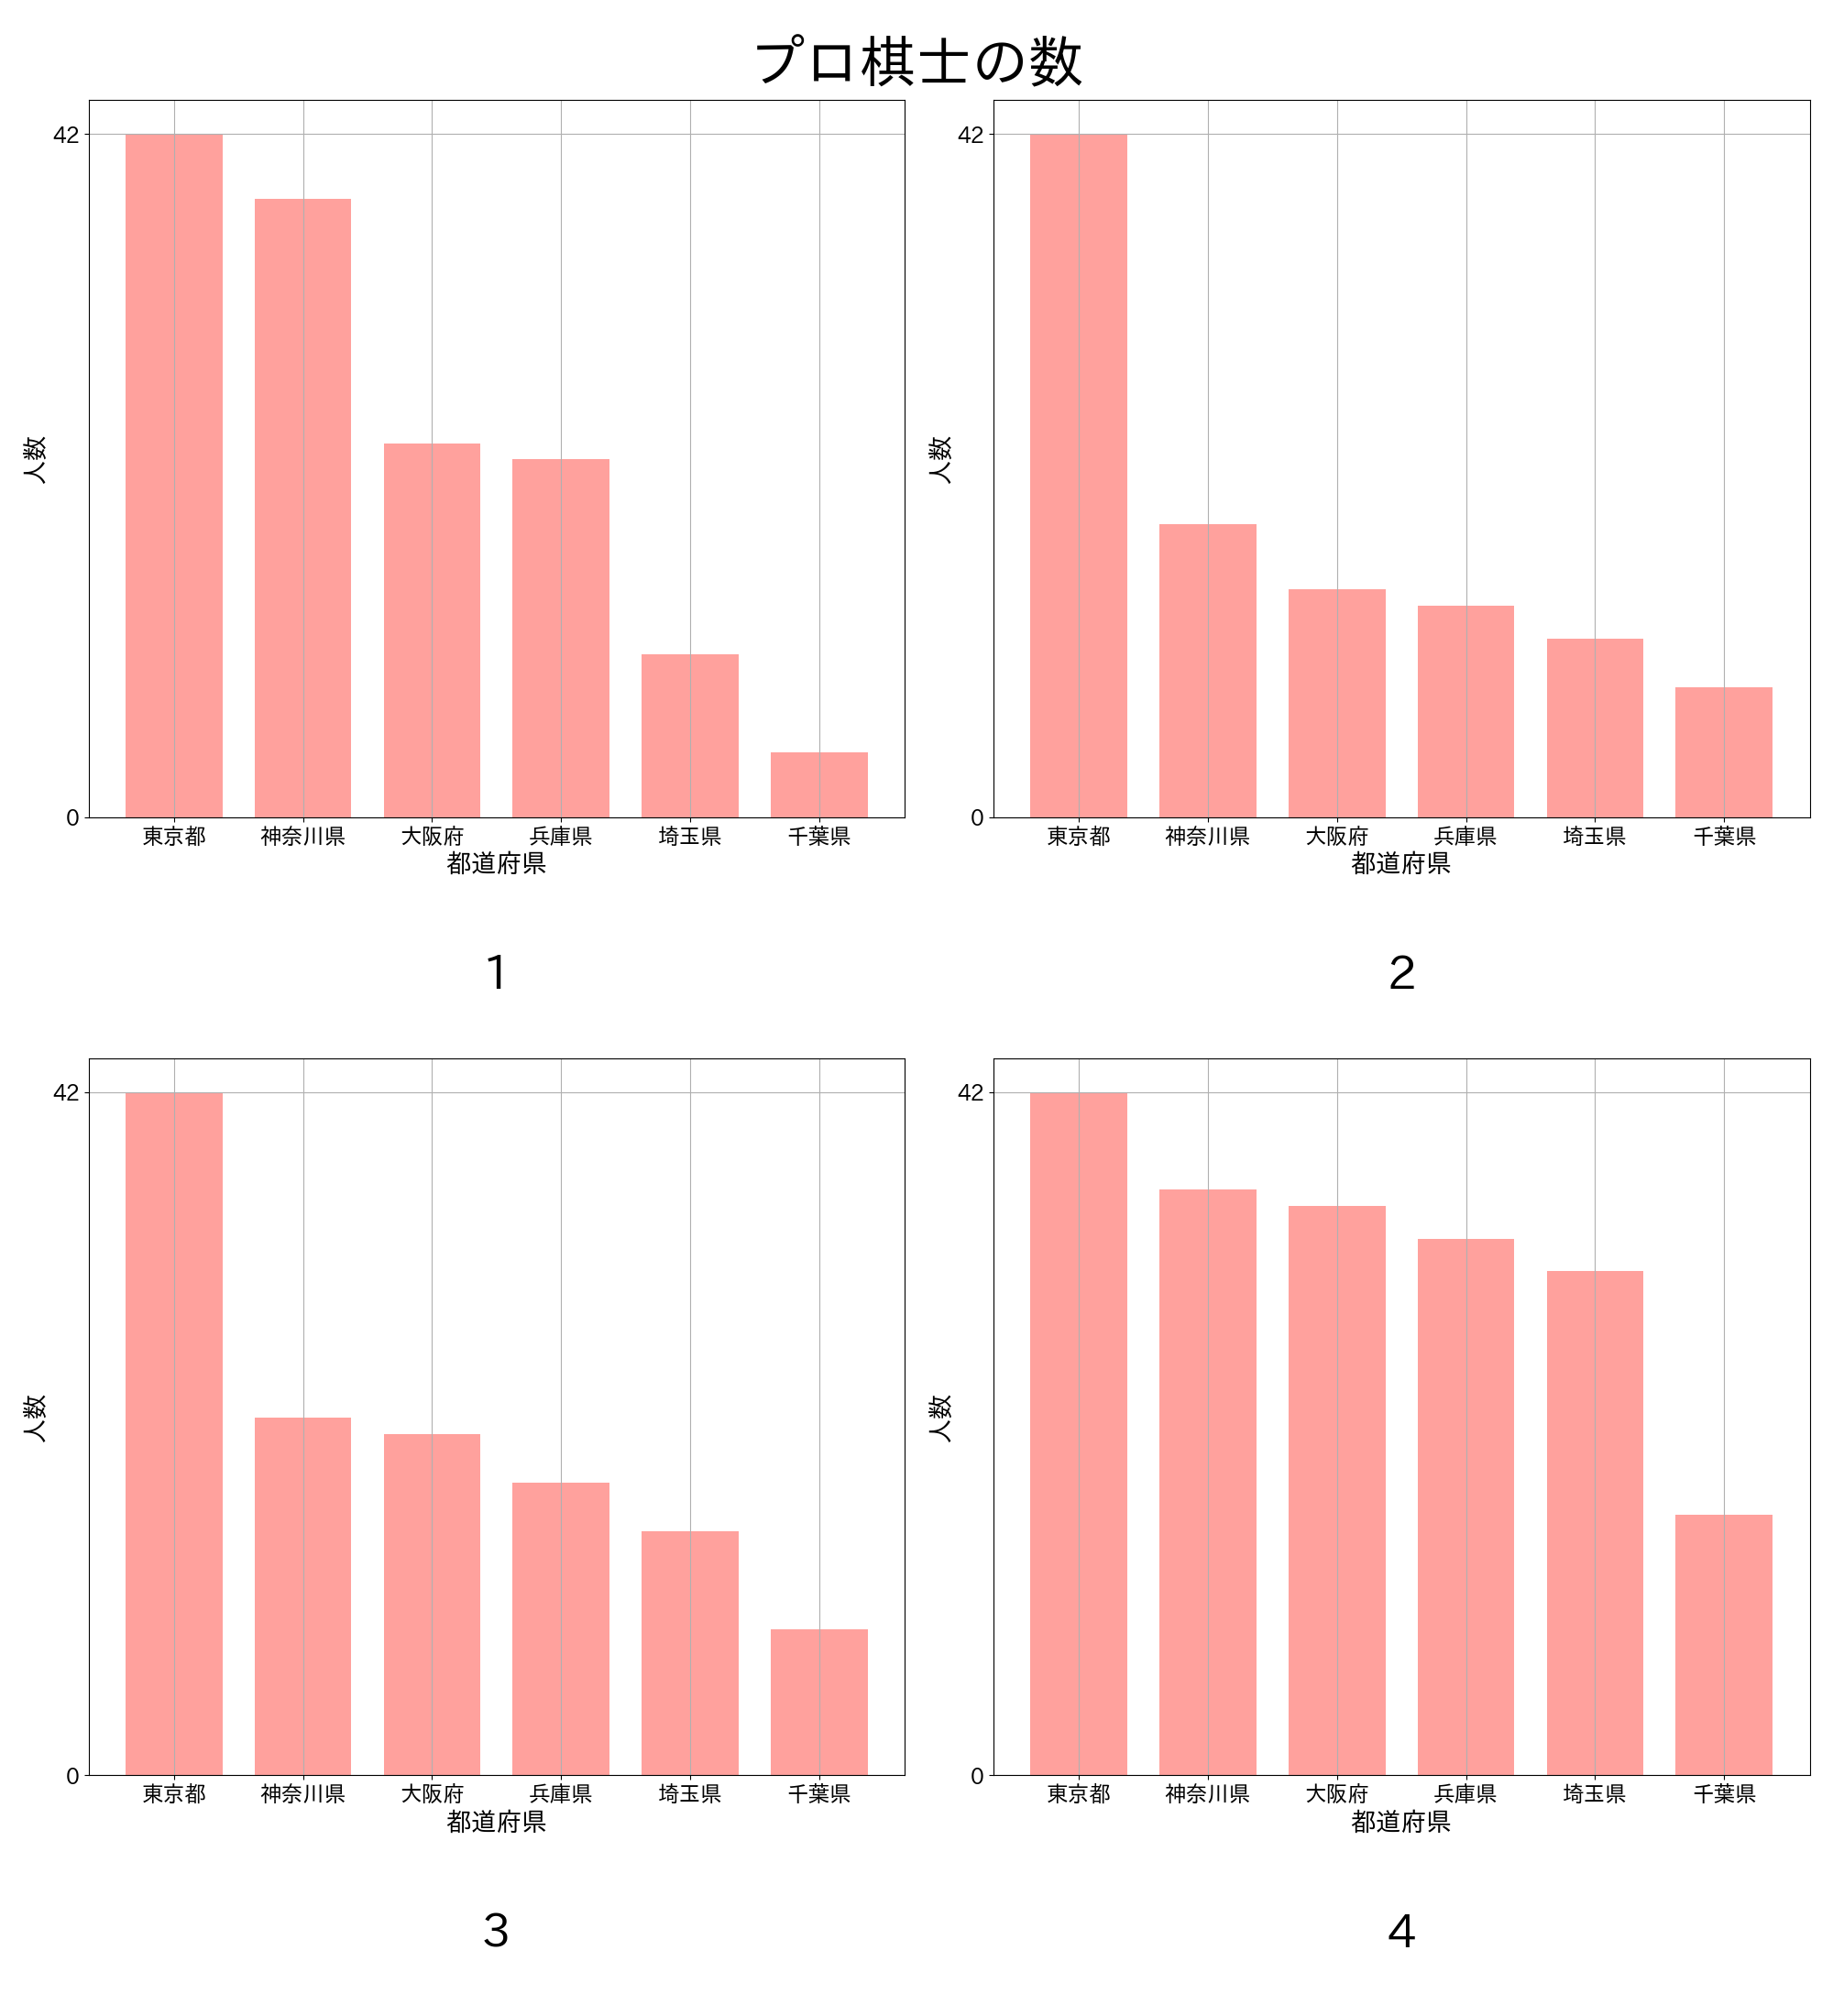 プロ棋士の数
42
0
人数
東京都 神奈川県 大阪府 兵庫県 埼玉県 千葉県
都道府県
1
42
0
人数
東京都 神奈川県 大阪府 兵庫県 埼玉県 千葉県
都道府県
2
42
0
人数
東京都 神奈川県 大阪府 兵庫県 埼玉県 千葉県
都道府県
3
42
0
人数
東京都 神奈川県 大阪府 兵庫県 埼玉県 千葉県
都道府県
4